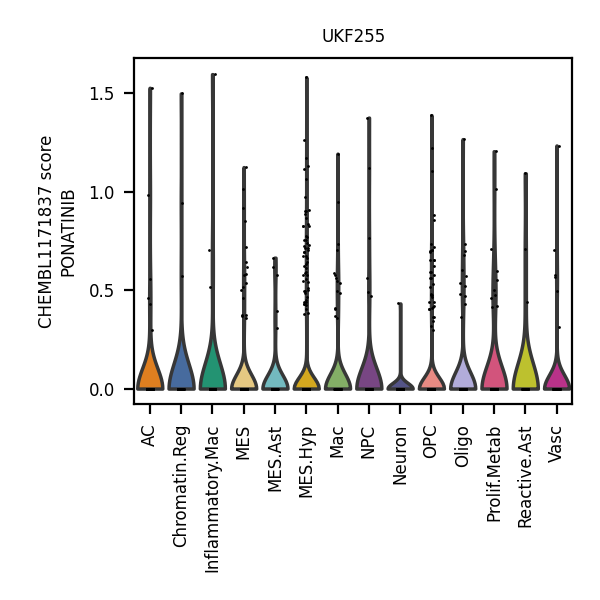 UKF255
CHEMBL1171837 score
PONATINIB
1.5
1.0
0.5
0.0
AC
Chromatin.Reg
Inflammatory.Mac
MES
MES.Ast
MES.Hyp
Mac
NPC
Neuron
OPC
Oligo
Prolif.Metab
Reactive.Ast
Vasc